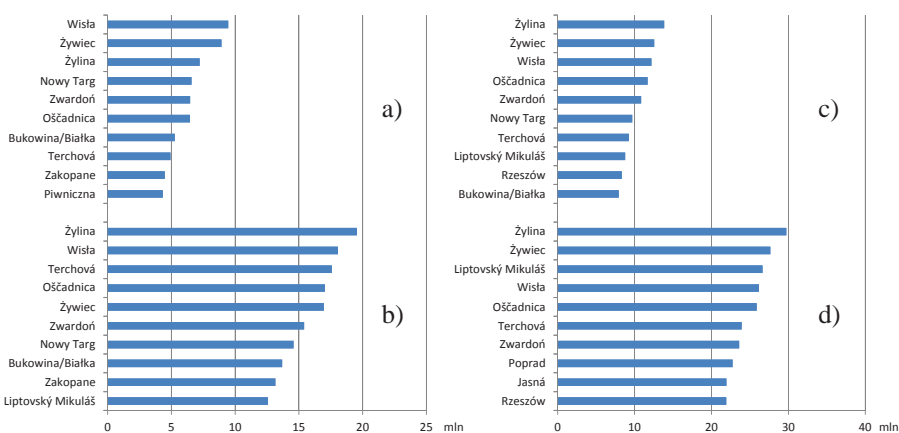 Wisła
Żywiec
Żylina
Nowy Targ
Zwardoń
Oščadnica
Bukowina/Białka
Terchová
Zakopane
Piwniczna
a)
Żylina
Wisła
Terchová
Oščadnica
Żywiec
Zwardoń
Nowy Targ
Bukowina/Białka
Zakopane
Liptovský Mikuláš
b)
0 5 10 15 20 25 mln
Żylina
Żywiec
Wisła
Oščadnica
Zwardoń
Nowy Targ
Terchová
Liptovský Mikuláš
Rzeszów
Bukowina/Białka
c)
Żylina
Żywiec
Liptovský Mikuláš
Wisła
Oščadnica
Terchová
Zwardoń
Poprad
Jasná
Rzeszów
d)
0 10 20 30 40 mln